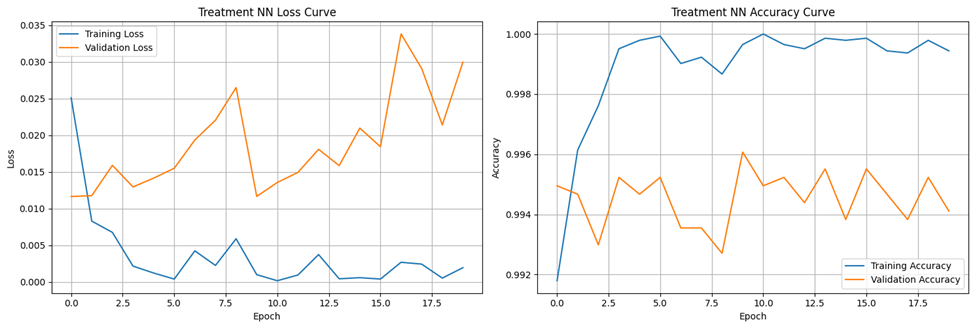 Treatment NN Loss Curve
0.035
0.030
0.025
0.020
0.015
0.010
0.005
0.000
Loss
Training Loss
Validation Loss
0.0 2.5 5.0 7.5 10.0 12.5 15.0 17.5
Epoch
Treatment NN Accuracy Curve
1.000
0.998
0.996
0.994
0.992
Accuracy
Training Accuracy
Validation Accuracy
0.0 2.5 5.0 7.5 10.0 12.5 15.0 17.5
Epoch